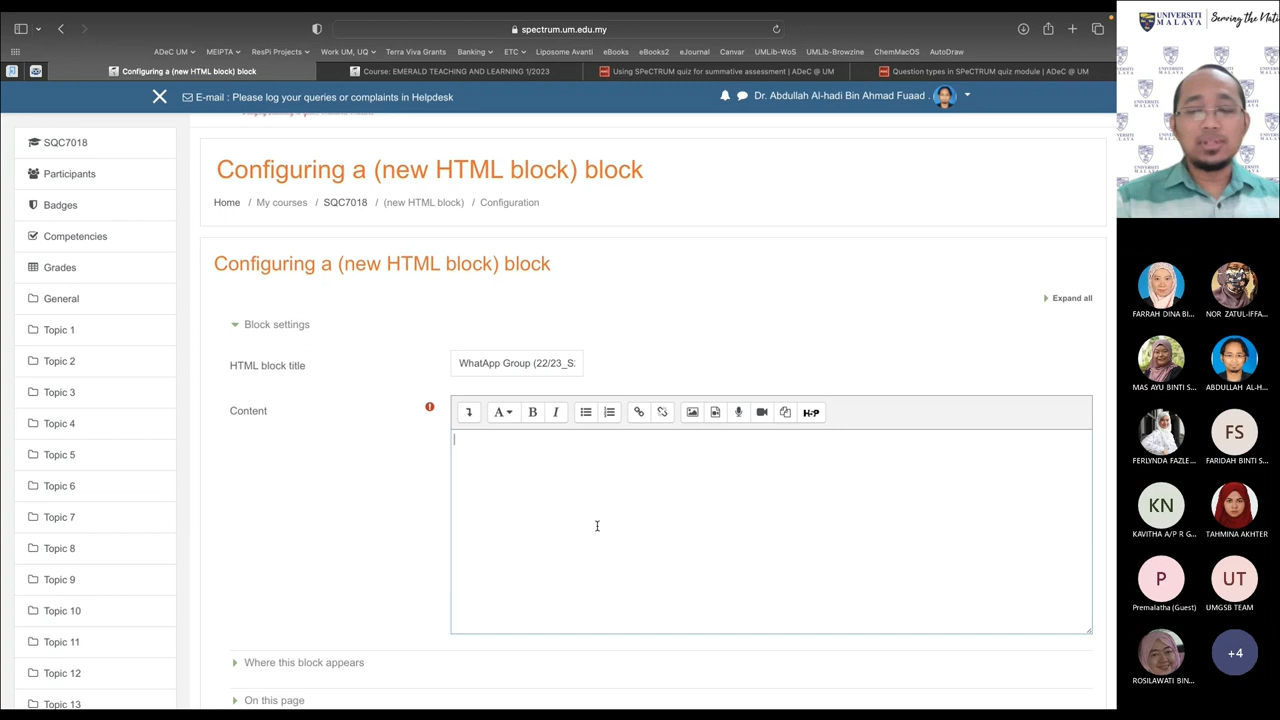 spectrum.um.edu.my
ADeC UM
MEIPTA
ResPi Projects
Work UM, UQ
Terra Viva Grants
Banking
ETC
Liposome Avanti
eBooks
eBooks2
eJournal
Canvar
UMLib-WoS
UMLib-Browzine
ChemMacOS
AutoDraw
Configuring a (new HTML block) block
Course: EMERALD TEACHING AND LEARNING 1/2023
Using SPeCTRUM quiz for summative assessment | ADeC @ UM
Question types in SPeCTRUM quiz module | ADeC @ UM
E-mail : Please log your queries or complaints in Helpdesk
Dr. Abdullah Al-hadi Bin Ahmad Fuaad .
SQC7018
Participants
Badges
Competencies
Grades
General
Topic 1
Topic 2
Topic 3
Topic 4
Topic 5
Topic 6
Topic 7
Topic 8
Topic 9
Topic 10
Topic 11
Topic 12
Topic 13
Configuring a (new HTML block) block
Home / My courses / SQC7018 / (new HTML block) / Configuration
Configuring a (new HTML block) block
Expand all
Block settings
HTML block title
WhatApp Group (22/23_S
Content
A B I
H-P
Where this block appears
On this page
UNIVERSITI
MALAYA
Serving the Nati
FARRAH DINA BI...
NOR ZATUL-IFFA...
MAS AYU BINTI S...
ABDULLAH AL-H...
FS
FERLYNDA FAZLE...
FARIDAH BINTI S...
KN
KAVITHA A/P R G...
TAHMINA AKHTER
P
UT
Premalatha (Guest)
UMGSB TEAM
+4
ROSILAWATI BIN...